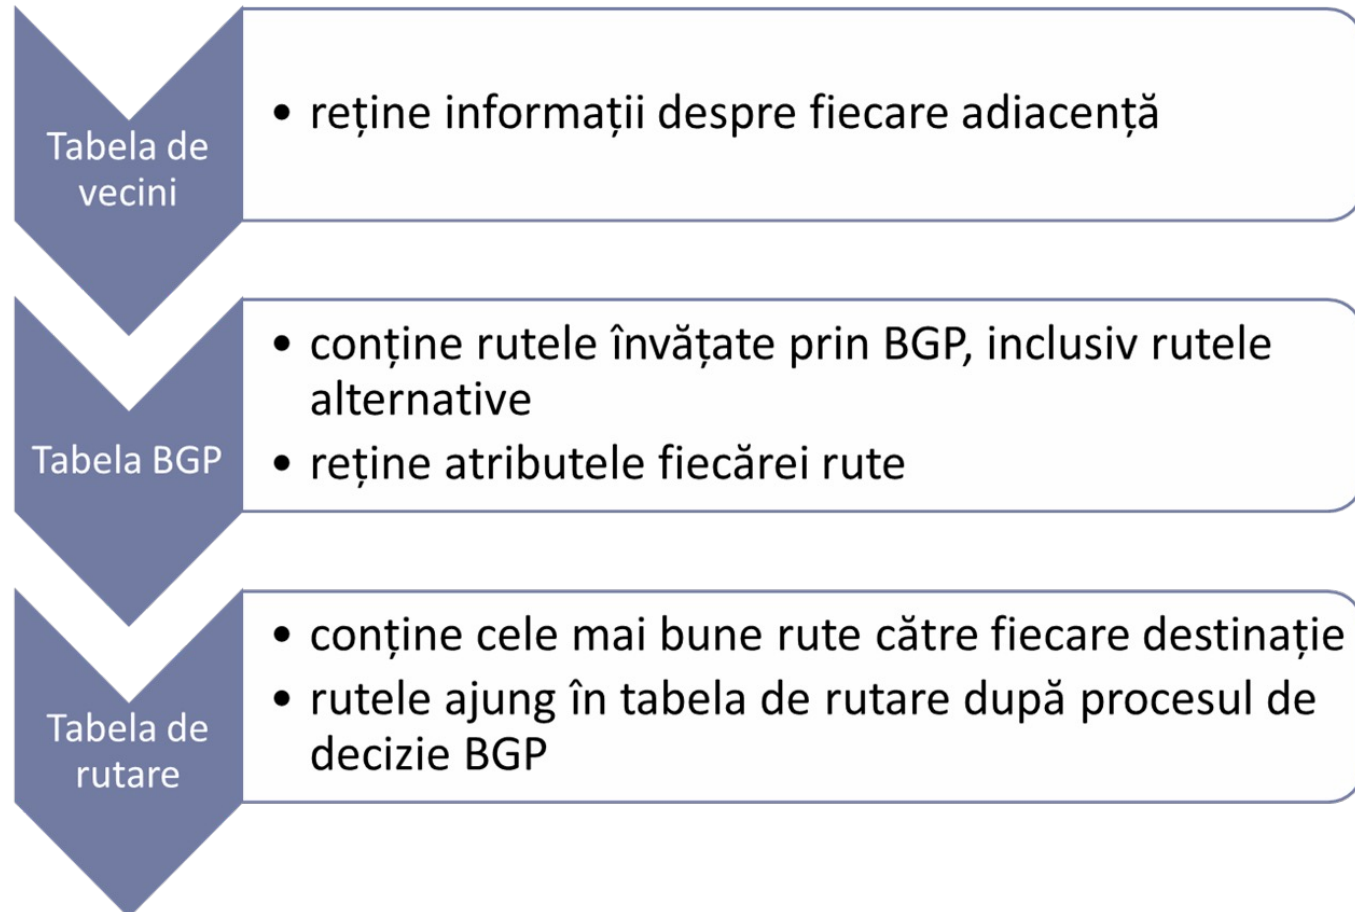 Tabela de
vecini
• reține informații despre fiecare adiacență
Tabela BGP
• conține rutele învățate prin BGP, inclusiv rutele
alternative
• reține atributele fiecărei rute
Tabela de
rutare
• conține cele mai bune rute către fiecare destinație
• rutele ajung în tabela de rutare după procesul de
decizie BGP